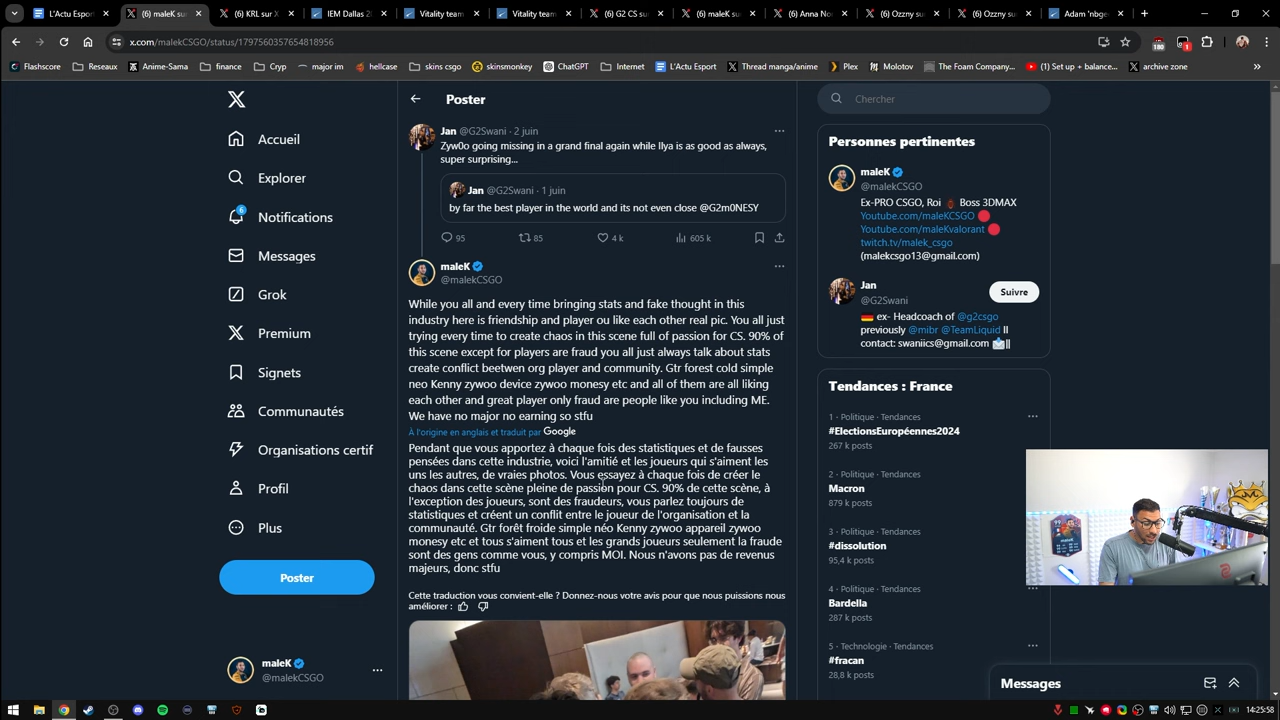 L'Actu Esport
(6) maleK sur
(6) KRL sur X
IEM Dallas 2
Vitality team
Vitality team
(6) G2 CS su
(6) maleK su
(6) Anna No
(6) Ozzny su
(6) Ozzny su
Adam 'nbge
x.com/malekCSGO/status/1797560357654818956
Flashscore
Reseaux
Anime-Sama
finance
Cryp
major im
hellcase
skins csgo
skinsmonkey
ChatGPT
Internet
L'Actu Esport
Thread manga/anime
Plex
Molotov
The Foam Company...
(1) Set up + balance...
archive zone
Accueil
Explorer
6
Notifications
Messages
Grok
Premium
Signets
Communautés
Organisations certif
Profil
Plus
Poster
maleK
@malekCSGO
Poster
Jan @G2Swani · 2 juin
Zyw0o going missing in a grand final again while Ilya is as good as always,
super surprising...
Jan @G2Swani · 1 juin
by far the best player in the world and its not even close @G2m0NESY
95
85
4 k
605 k
maleK
@malekCSGO
While you all and every time bringing stats and fake thought in this
industry here is friendship and player ou like each other real pic. You all just
trying every time to create chaos in this scene full of passion for CS. 90% of
this scene except for players are fraud you all just always talk about stats
create conflict beetwen org player and community. Gtr forest cold simple
neo Kenny zywoo device zywoo monesy etc and all of them are all liking
each other and great player only fraud are people like you including ME.
We have no major no earning so stfu
À l'origine en anglais et traduit par Google
Pendant que vous apportez à chaque fois des statistiques et de fausses
pensées dans cette industrie, voici l'amitié et les joueurs qui s'aiment les
uns les autres, de vraies photos. Vous essayez à chaque fois de créer le
chaos dans cette scène pleine de passion pour CS. 90% de cette scène, à
l'exception des joueurs, sont des fraudeurs, vous parlez toujours de
statistiques et créent un conflit entre le joueur de l'organisation et la
communauté. Gtr forêt froide simple néo Kenny zywoo appareil zywoo
monesy etc et tous s'aiment tous et les grands joueurs seulement la fraude
sont des gens comme vous, y compris MOI. Nous n'avons pas de revenus
majeurs, donc stfu
Cette traduction vous convient-elle ? Donnez-nous votre avis pour que nous puissions nous
améliorer :
Chercher
Personnes pertinentes
maleK
@malekCSGO
Ex-PRO CSGO, Roi Boss 3DMAX
Youtube.com/maleKCSGO
Youtube.com/maleKvalorant
twitch.tv/malek_csgo
(malekcsgo13@gmail.com)
Jan
@G2Swani
Suivre
ex- Headcoach of @g2csgo
previously @mibr @TeamLiquid ||
contact: swaniics@gmail.com ||
Tendances : France
1 · Politique · Tendances
#ElectionsEuropéennes2024
267 k posts
2 · Politique · Tendances
Macron
879 k posts
3 · Politique · Tendances
#dissolution
95,4 k posts
4 · Politique · Tendances
Bardella
287 k posts
5 · Technologie · Tendances
#fracan
28,8 k posts
Messages
14:25:58